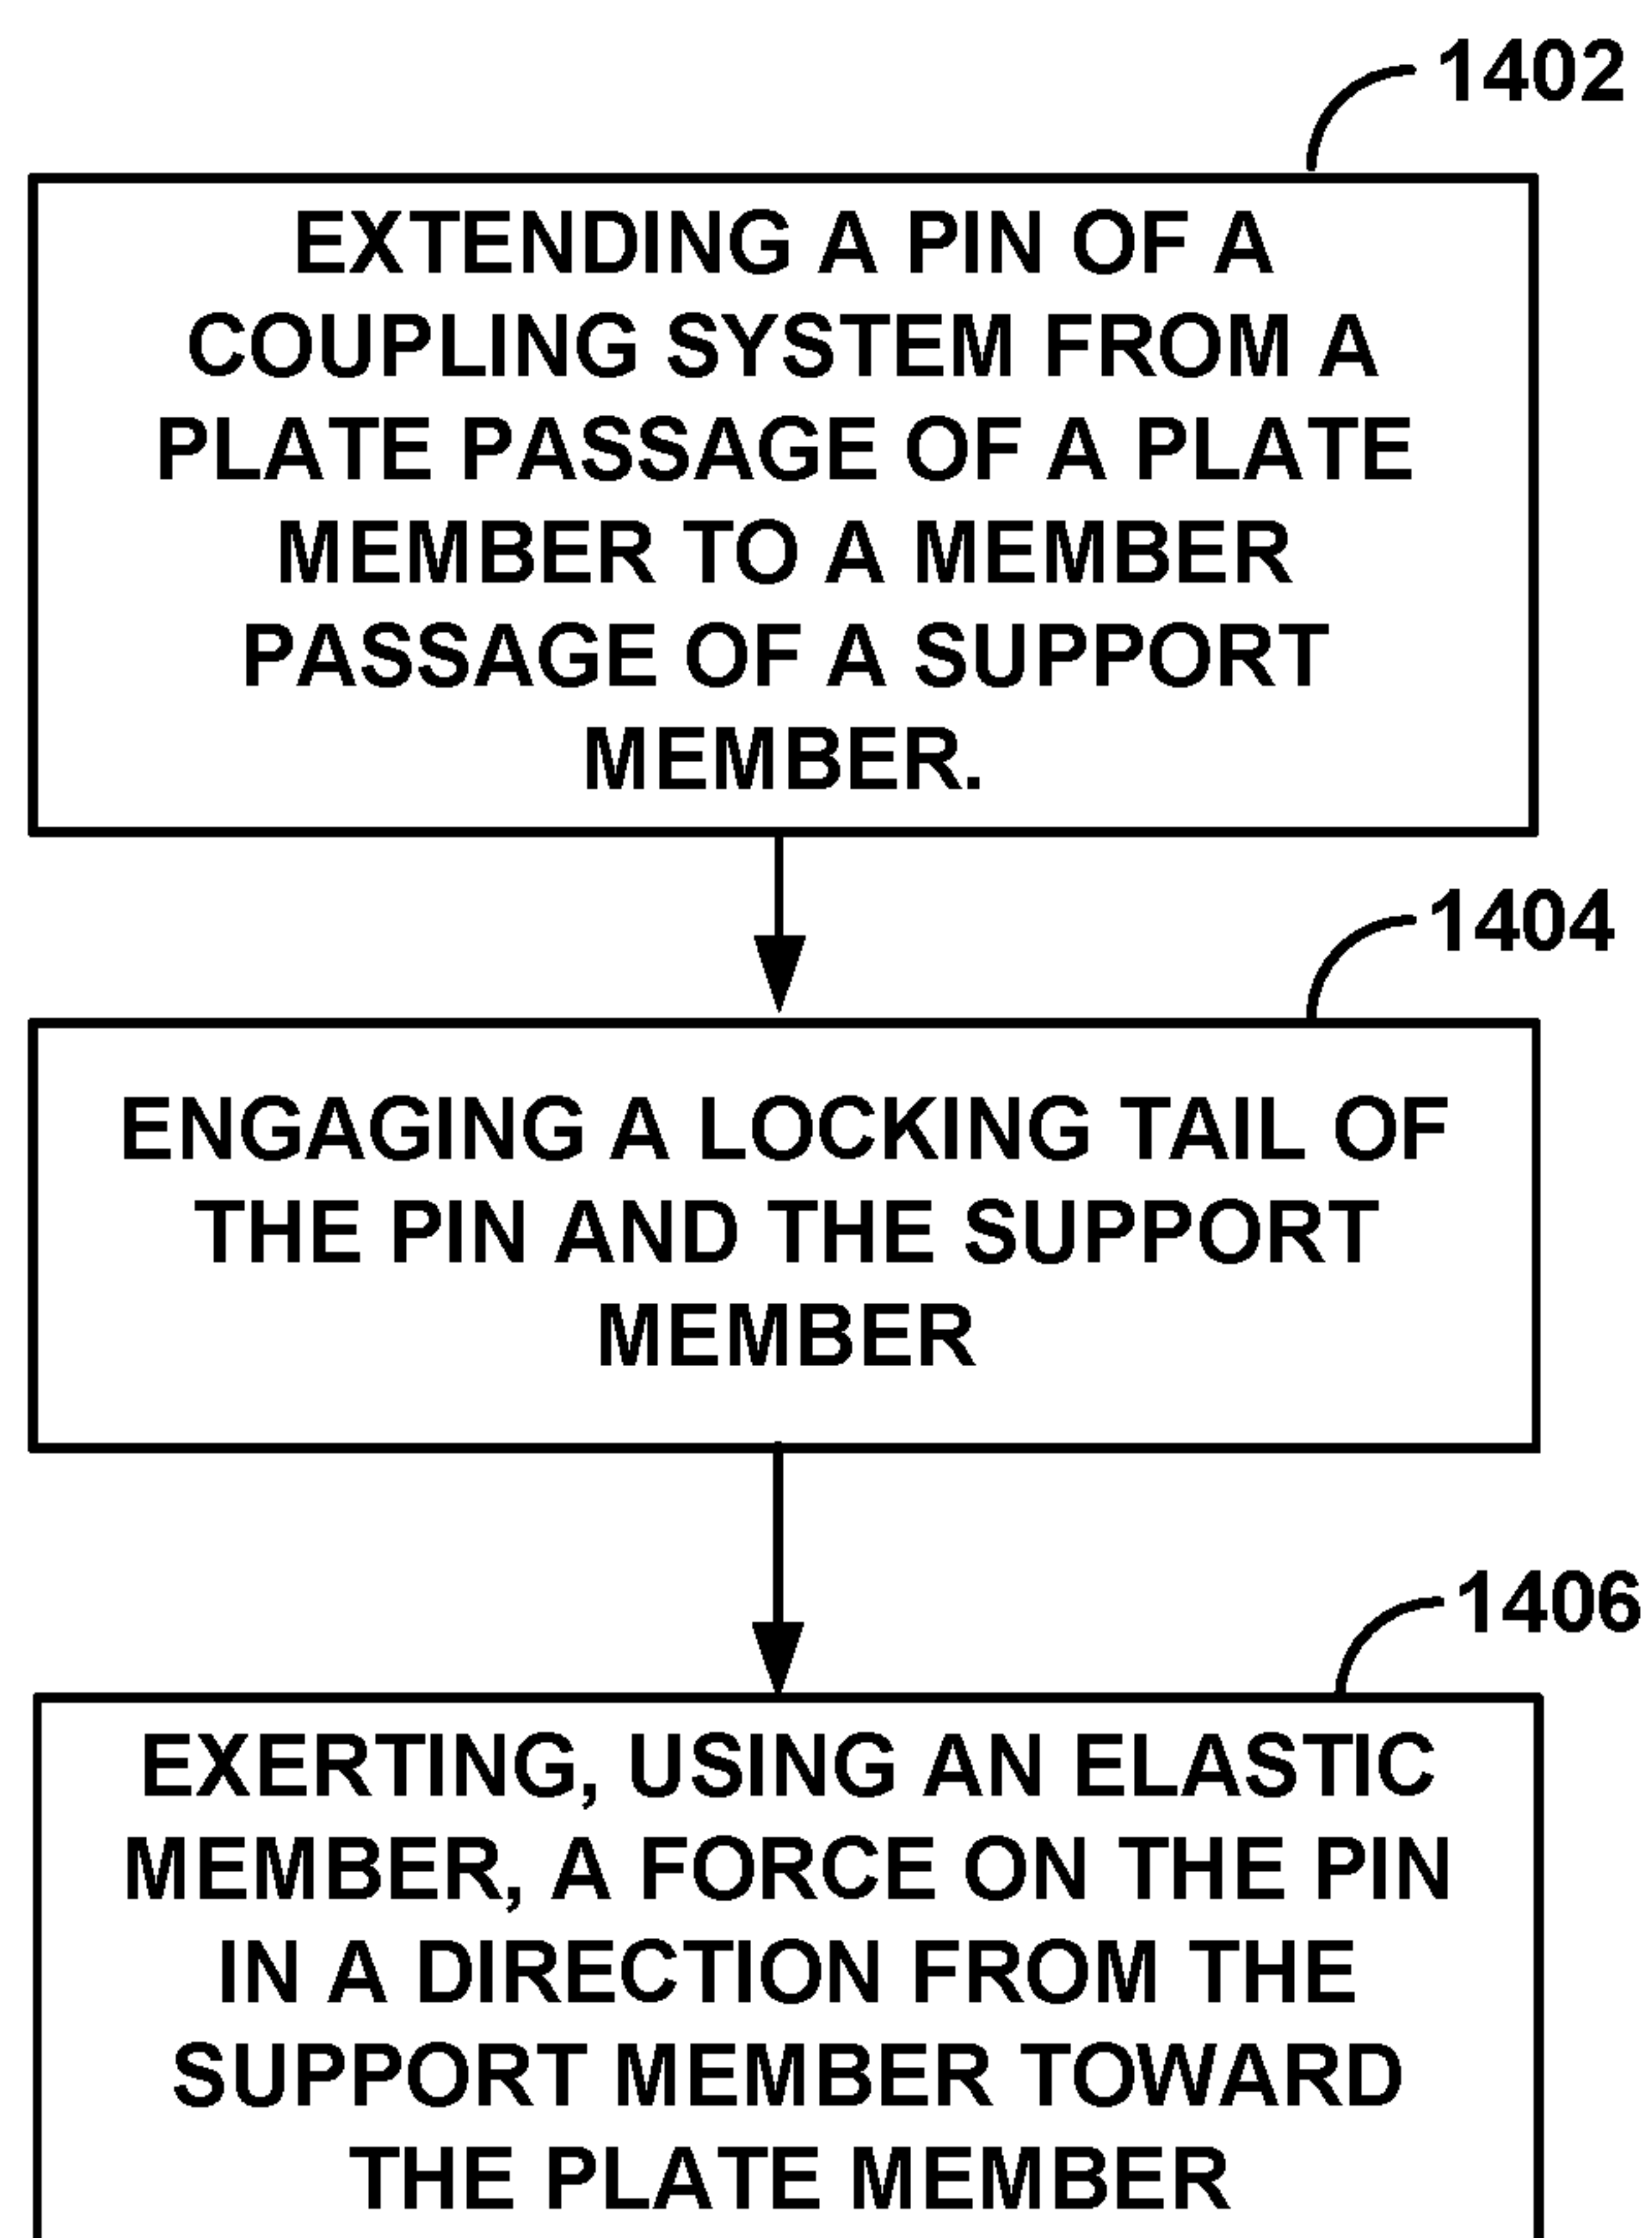 1402
EXTENDING A PIN OF A
COUPLING SYSTEM FROM A
PLATE PASSAGE OF A PLATE
MEMBER TO A MEMBER
PASSAGE OF A SUPPORT
MEMBER.
1404
ENGAGING A LOCKING TAIL OF
THE PIN AND THE SUPPORT
MEMBER
1406
EXERTING, USING AN ELASTIC
MEMBER, A FORCE ON THE PIN
IN A DIRECTION FROM THE
SUPPORT MEMBER TOWARD
THE PLATE MEMBER